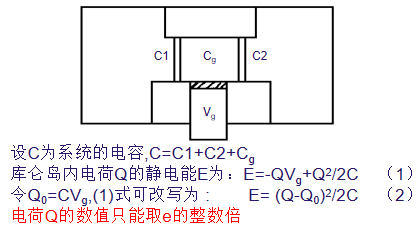 C1 Cg C2
Vg
设C为系统的电容,C=C1+C2+Cg
库仑岛内电荷Q的静电能E为：E=-QVg+Q²/2C （1）
令Q0=CVg,(1)式可改写为： E= (Q-Q0)²/2C （2）
电荷Q的数值只能取e的整数倍